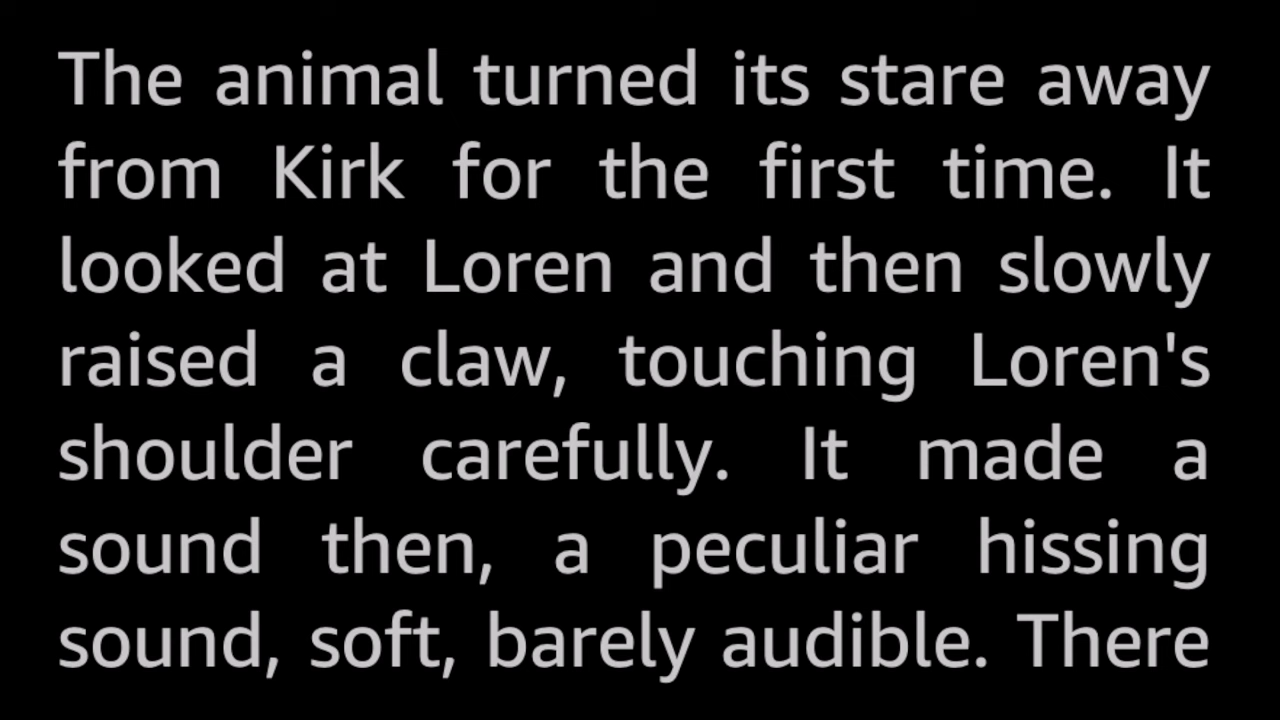 The animal turned its stare away
from Kirk for the first time. It
looked at Loren and then slowly
raised a claw, touching Loren's
shoulder carefully. It made a
sound then, a peculiar hissing
sound, soft, barely audible. There